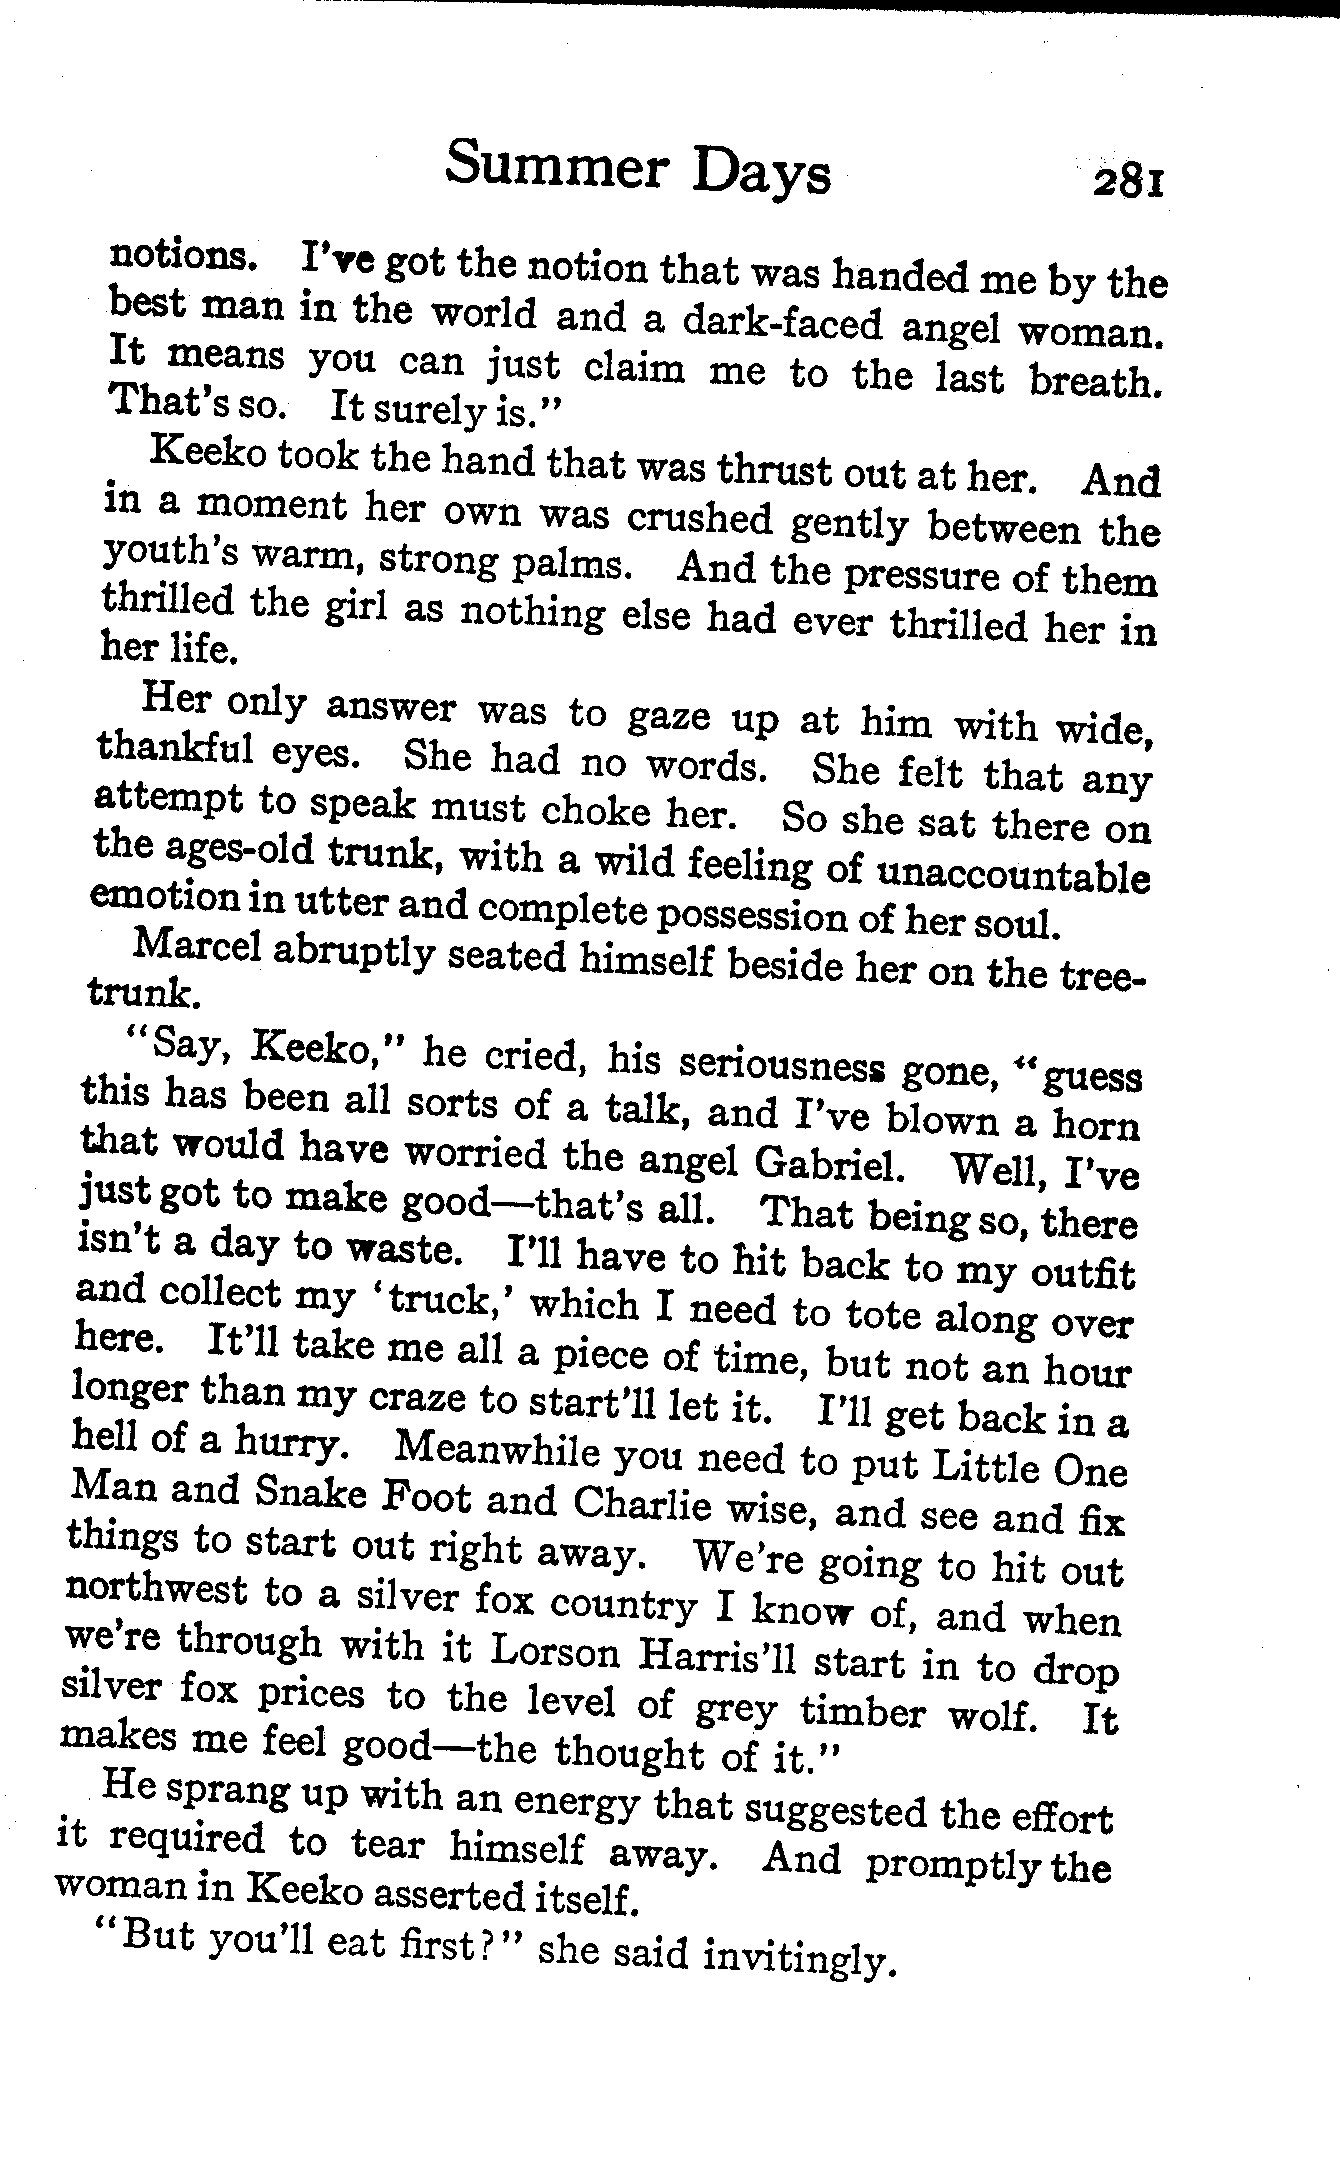 Summer Days 281
notions. I've got the notion that was handed me by the
best man in the world and a dark-faced angel woman.
It means you can just claim me to the last breath.
That's so. It surely is."
Keeko took the hand that was thrust out at her. And
in a moment her own was crushed gently between the
youth's warm, strong palms. And the pressure of them
thrilled the girl as nothing else had ever thrilled her in
her life.
Her only answer was to gaze up at him with wide,
thankful eyes. She had no words. She felt that any
attempt to speak must choke her. So she sat there on
the ages-old trunk, with a wild feeling of unaccountable
emotion in utter and complete possession of her soul.
Marcel abruptly seated himself beside her on the tree-
trunk.
"Say, Keeko," he cried, his seriousness gone, "guess
this has been all sorts of a talk, and I've blown a horn
that would have worried the angel Gabriel. Well, I've
just got to make good—that's all. That being so, there
isn't a day to waste. I'll have to hit back to my outfit
and collect my 'truck,' which I need to tote along over
here. It'll take me all a piece of time, but not an hour
longer than my craze to start'll let it. I'll get back in a
hell of a hurry. Meanwhile you need to put Little One
Man and Snake Foot and Charlie wise, and see and fix
things to start out right away. We're going to hit out
northwest to a silver fox country I know of, and when
we're through with it Lorson Harris'll start in to drop
silver fox prices to the level of grey timber wolf. It
makes me feel good—the thought of it."
He sprang up with an energy that suggested the effort
it required to tear himself away. And promptly the
woman in Keeko asserted itself.
"But you'll eat first?" she said invitingly.